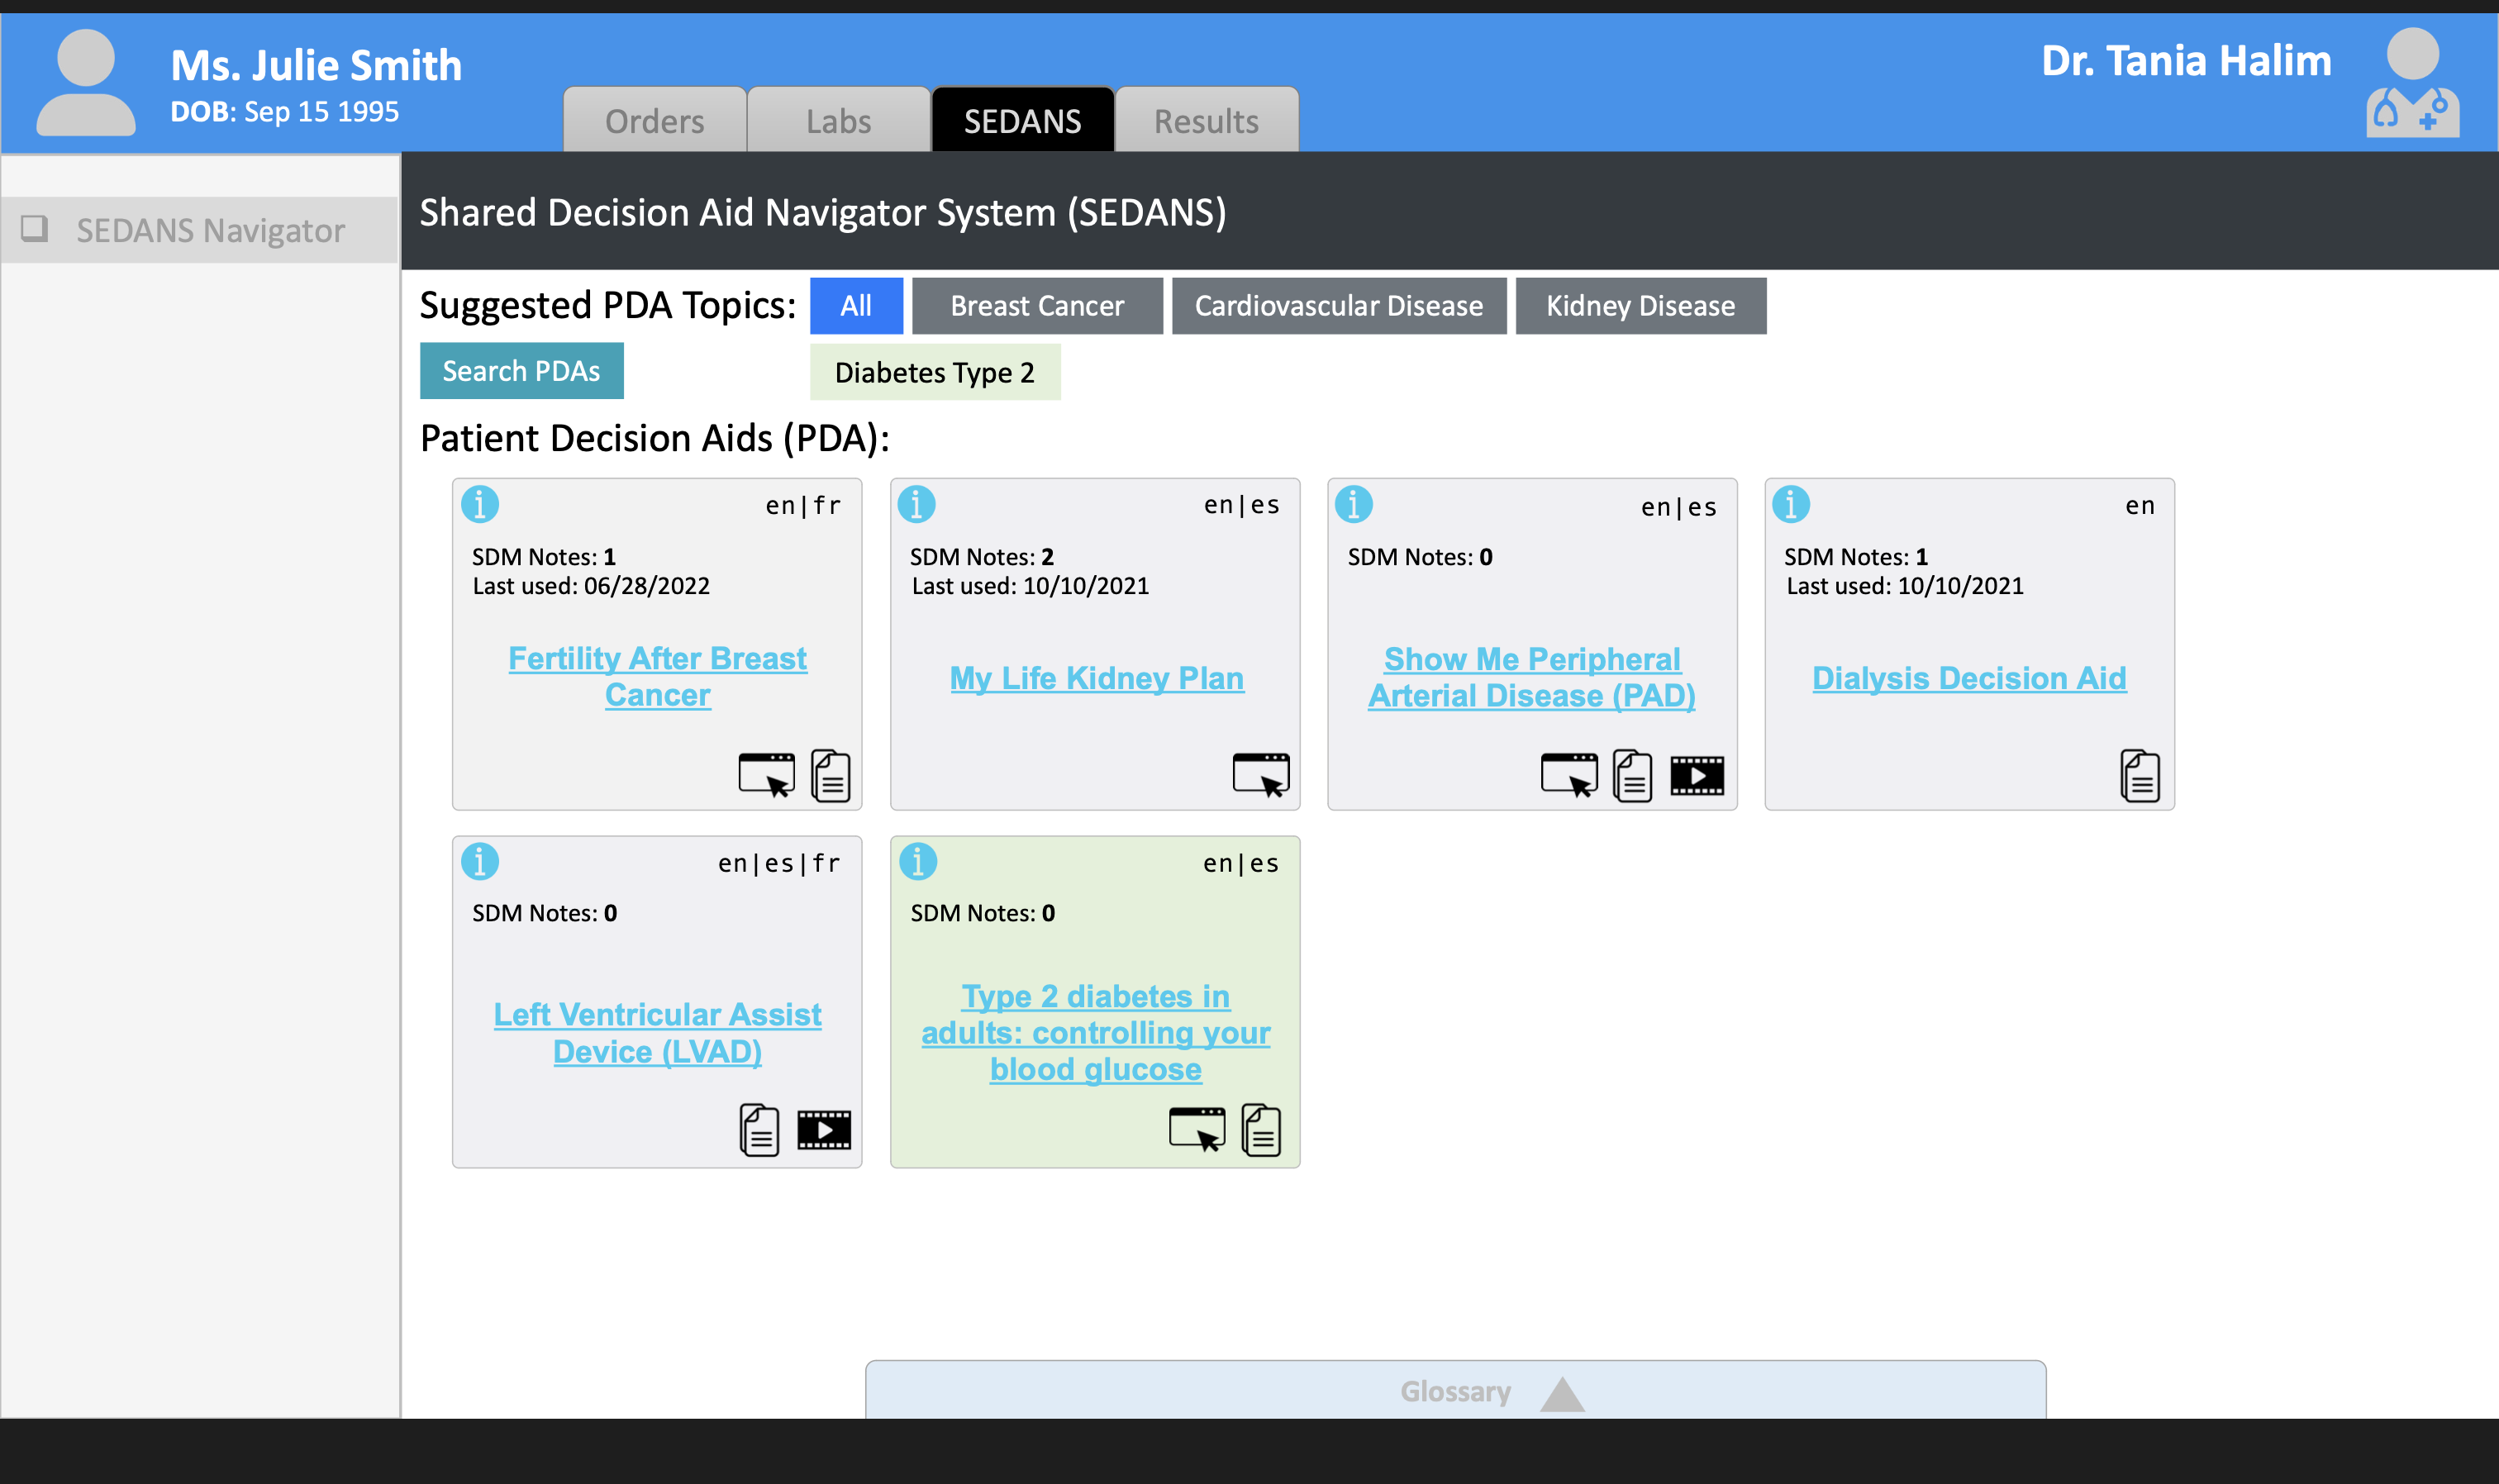 Ms. Julie Smith
DOB: Sep 15 1995
Orders
Labs
SEDANS
Results
Dr. Tania Halim
SEDANS Navigator
Shared Decision Aid Navigator System (SEDANS)
Suggested PDA Topics:
All
Breast Cancer
Cardiovascular Disease
Kidney Disease
Search PDAs
Diabetes Type 2
Patient Decision Aids (PDA):
i
en|fr
SDM Notes: 1
Last used: 06/28/2022
Fertility After Breast
Cancer
i
en|es
SDM Notes: 2
Last used: 10/10/2021
My Life Kidney Plan
i
en|es
SDM Notes: 0
Show Me Peripheral
Arterial Disease (PAD)
i
en
SDM Notes: 1
Last used: 10/10/2021
Dialysis Decision Aid
i
en|es|fr
SDM Notes: 0
Left Ventricular Assist
Device (LVAD)
i
en|es
SDM Notes: 0
Type 2 diabetes in
adults: controlling your
blood glucose
Glossary